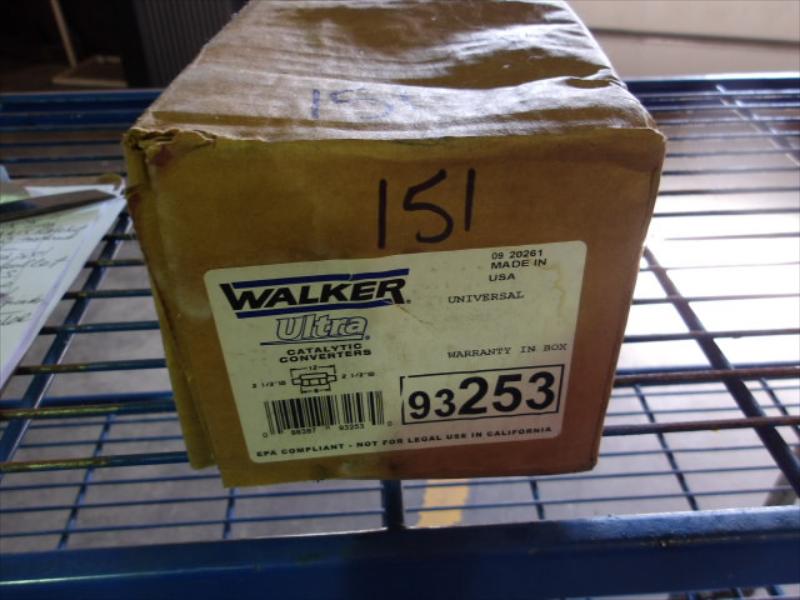 151
151
09 20261
MADE IN
USA
WALKER
Ultra
CATALYTIC
CONVERTERS
UNIVERSAL
WARRANTY IN BOX
12
2 1/2"ID 2 1/2"ID
93253
0 86387 93253 0
EPA COMPLIANT - NOT FOR LEGAL USE IN CALIFORNIA